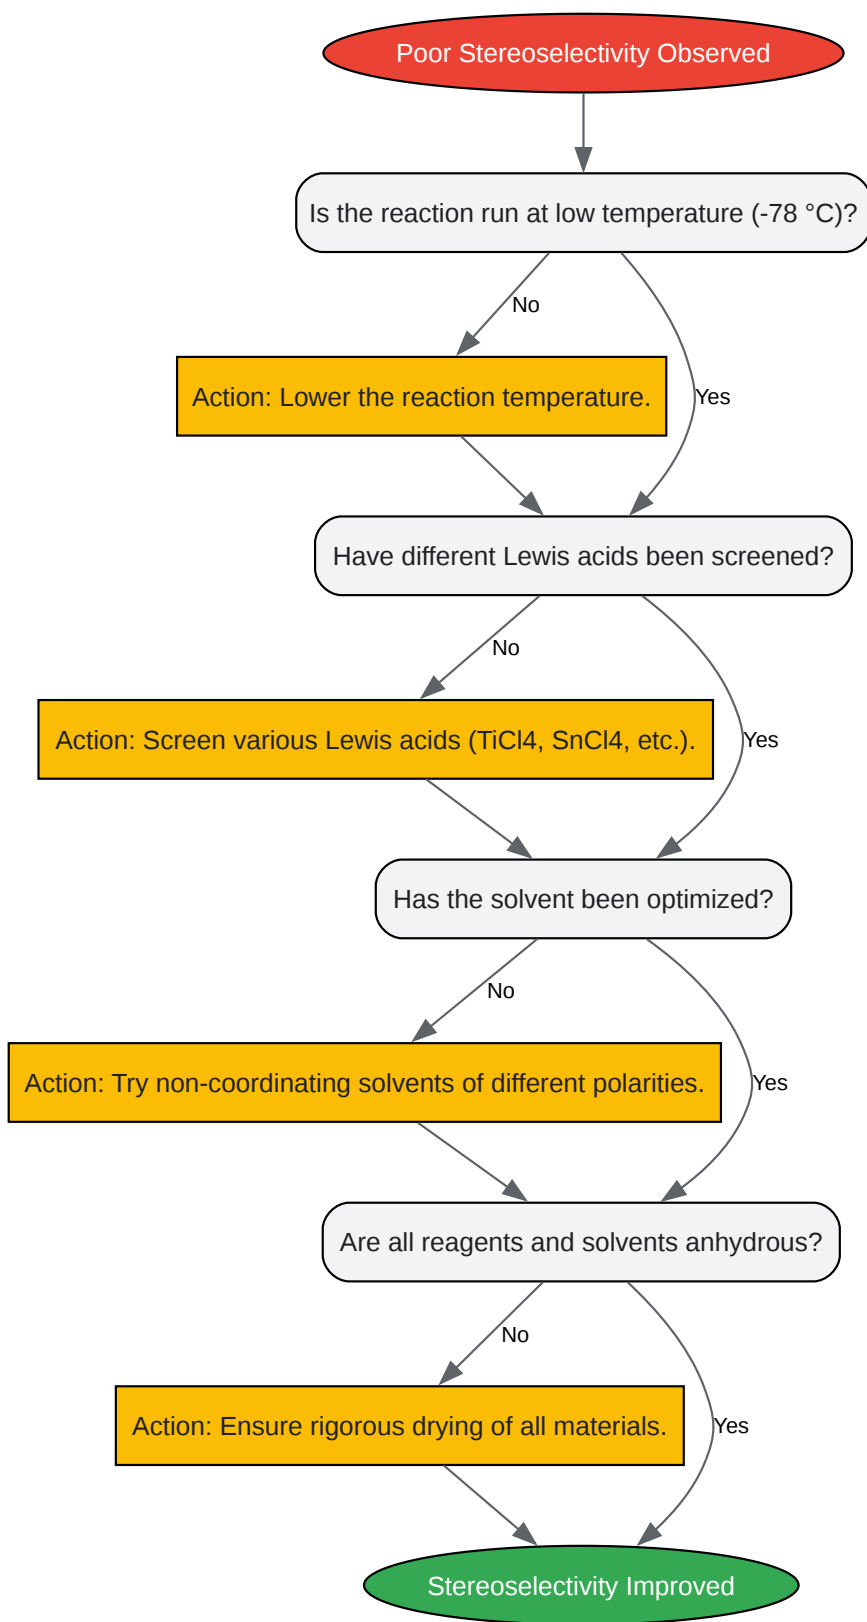 Poor Stereoselectivity Observed
Is the reaction run at low temperature (-78 °C)?
No
Action: Lower the reaction temperature.
Yes
Have different Lewis acids been screened?
No
Action: Screen various Lewis acids (TiCl4, SnCl4, etc.).
Yes
Has the solvent been optimized?
No
Action: Try non-coordinating solvents of different polarities.
Yes
Are all reagents and solvents anhydrous?
No
Action: Ensure rigorous drying of all materials.
Yes
Stereoselectivity Improved